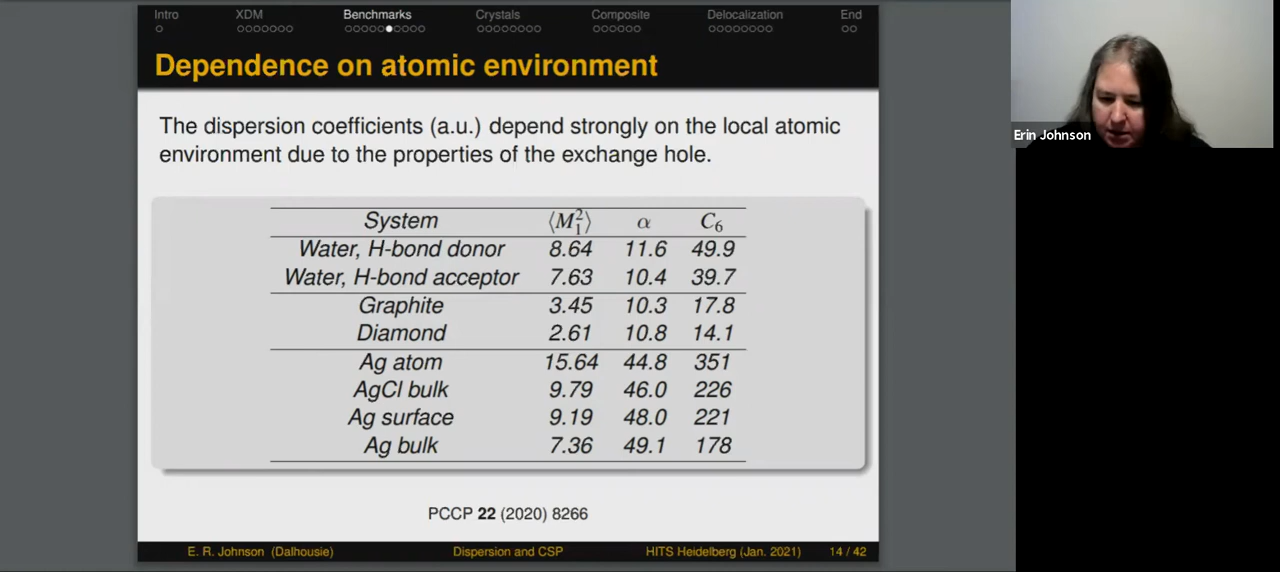 Intro XDM Benchmarks Crystals Composite Delocalization End
Dependence on atomic environment
The dispersion coefficients (a.u.) depend strongly on the local atomic
environment due to the properties of the exchange hole.
System ⟨M₁²⟩ α C₆
Water, H-bond donor 8.64 11.6 49.9
Water, H-bond acceptor 7.63 10.4 39.7
Graphite 3.45 10.3 17.8
Diamond 2.61 10.8 14.1
Ag atom 15.64 44.8 351
AgCl bulk 9.79 46.0 226
Ag surface 9.19 48.0 221
Ag bulk 7.36 49.1 178
PCCP 22 (2020) 8266
E. R. Johnson (Dalhousie) Dispersion and CSP HITS Heidelberg (Jan. 2021) 14 / 42
Erin Johnson